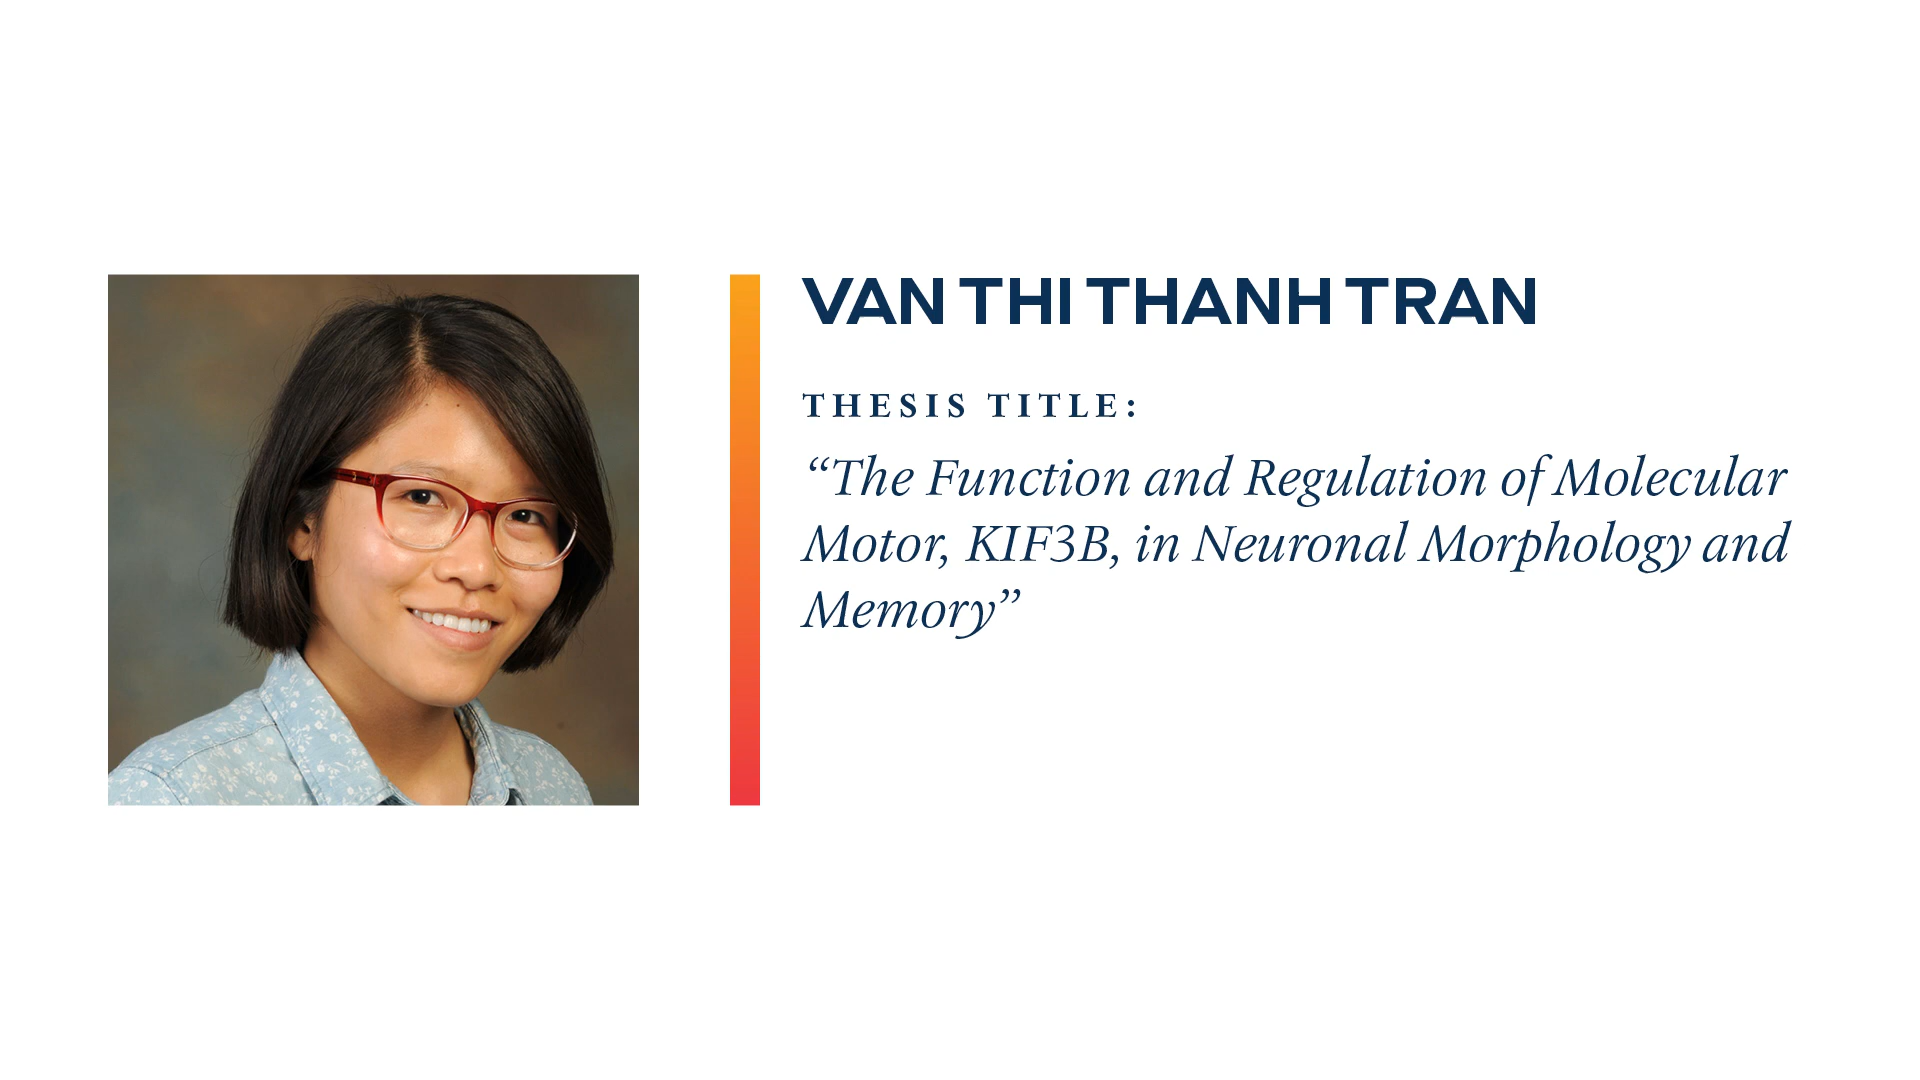 VAN THI THANH TRAN
THESIS TITLE:
“The Function and Regulation of Molecular
Motor, KIF3B, in Neuronal Morphology and
Memory”